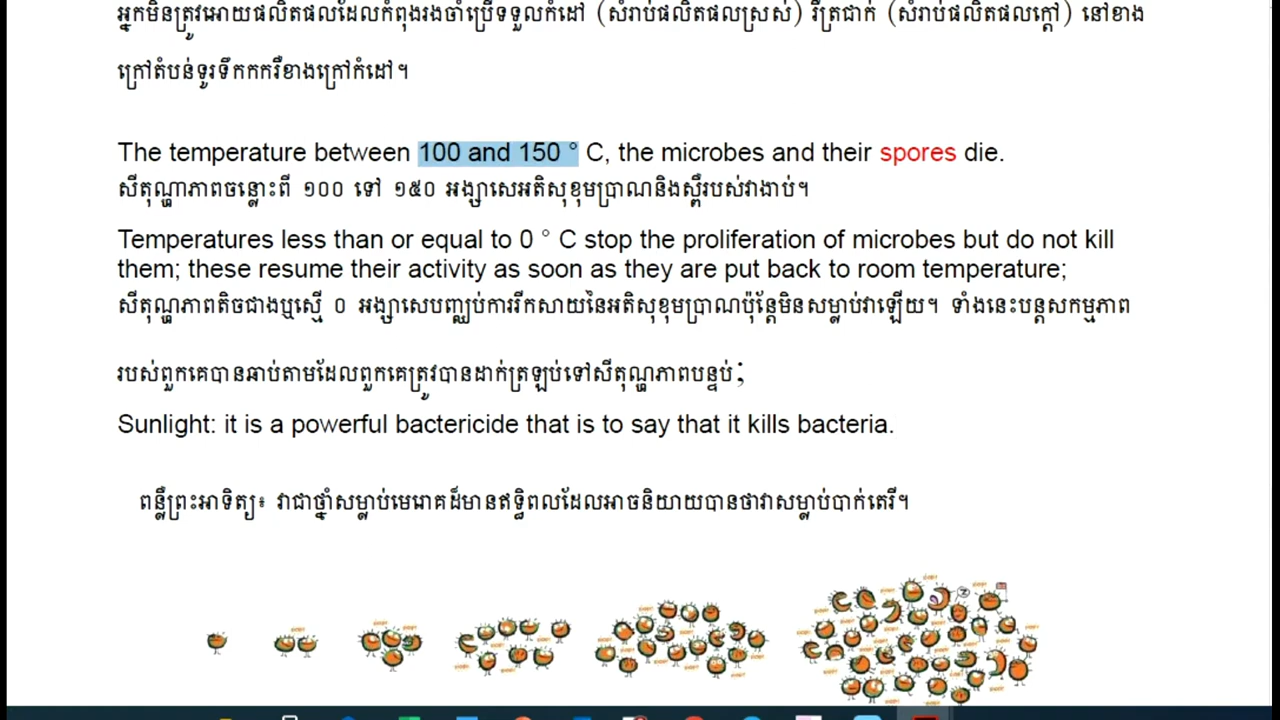 អ្នកមិនត្រូវអោយផលិតផលដែលកំពុងរងចាំប្រើទទួលកំដៅ (សំរាប់ផលិតផលស្រស់) រឺត្រជាក់ (សំរាប់ផលិតផលក្ដៅ) នៅខាង
ក្រៅតំបន់ទូរទឹកកករឺខាងក្រៅកំដៅ។
The temperature between 100 and 150 ° C, the microbes and their spores die.
សីតុណ្ហាភាពចន្លោះពី ១០០ ទៅ ១៥០ អង្សាសេអតិសុខុមប្រាណនិងស្ពឺរបស់វាងាប់។
Temperatures less than or equal to 0 ° C stop the proliferation of microbes but do not kill
them; these resume their activity as soon as they are put back to room temperature;
សីតុណ្ហភាពតិចជាងឬស្មើ 0 អង្សាសេបញ្ឈប់ការរីកសាយនៃអតិសុខុមប្រាណប៉ុន្តែមិនសម្លាប់វាឡើយ។ ទាំងនេះបន្តសកម្មភាព
របស់ពួកគេបានឆាប់តាមដែលពួកគេត្រូវបានដាក់ត្រឡប់ទៅសីតុណ្ហភាពបន្ទប់;
Sunlight: it is a powerful bactericide that is to say that it kills bacteria.
ពន្លឺព្រះអាទិត្យ៖ វាជាថ្នាំសម្លាប់មេរោគដ៏មានឥទ្ធិពលដែលអាចនិយាយបានថាវាសម្លាប់បាក់តេរី។